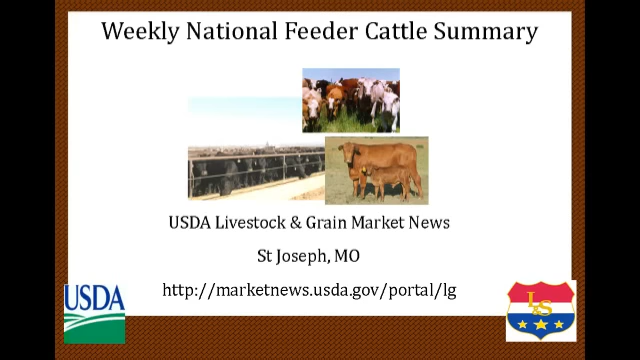 Weekly National Feeder Cattle Summary
USDA Livestock & Grain Market News
St Joseph, MO
http://marketnews.usda.gov/portal/lg
USDA
L&S